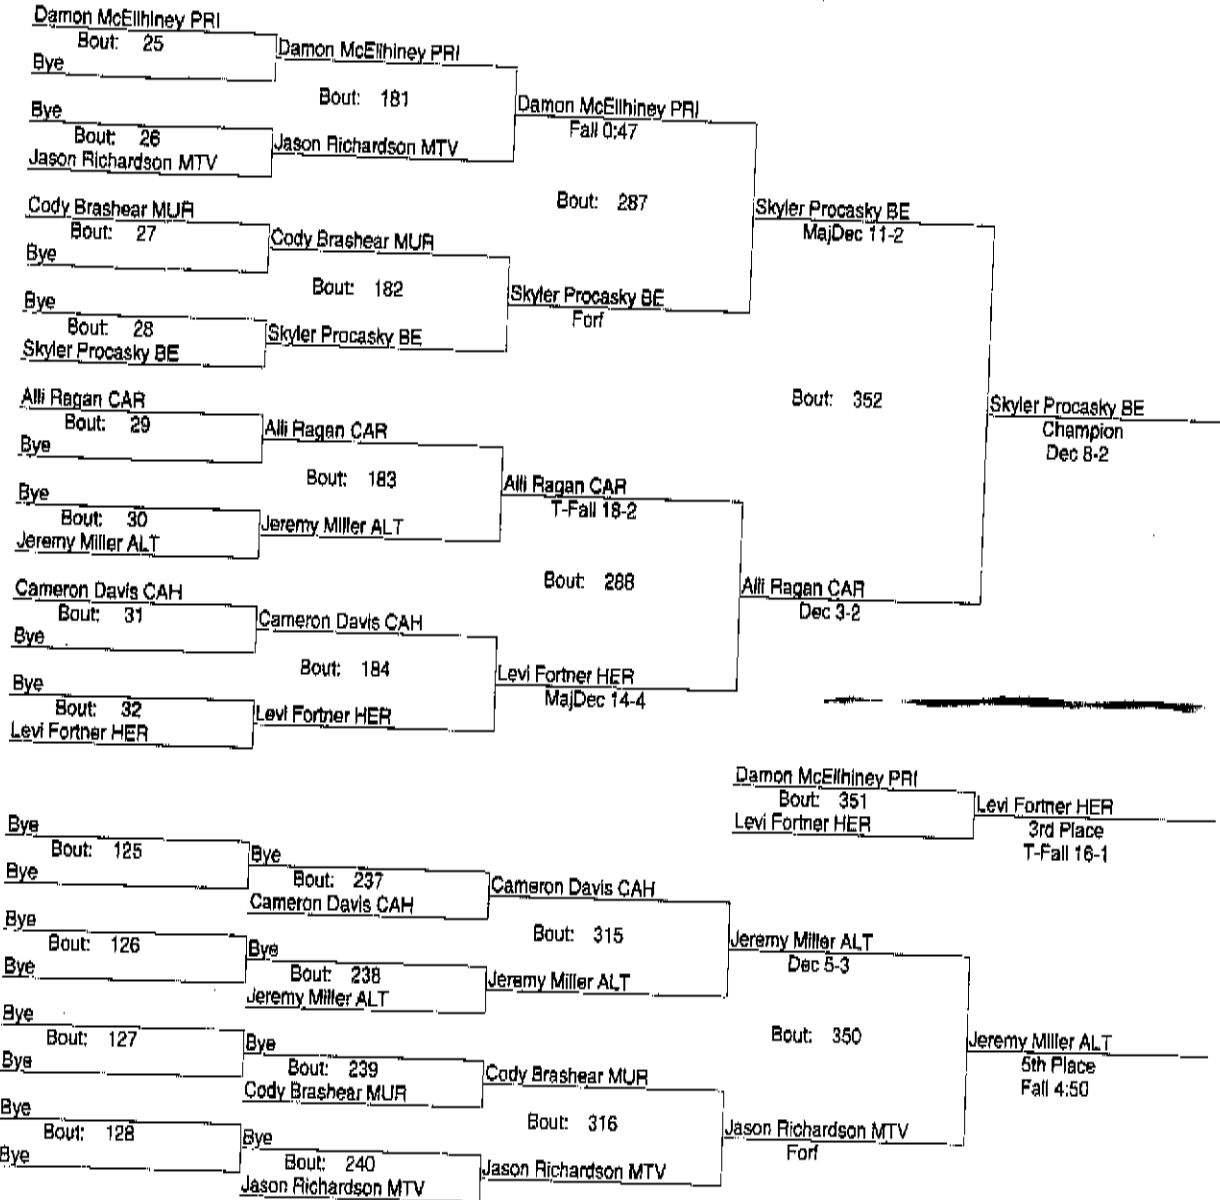 Damon McEllhiney PRI
Bout: 25
Bye
Damon McEllhiney PRI
Bout: 181
Bye
Bout: 26
Jason Richardson MTV
Jason Richardson MTV
Damon McEllhiney PRI
Fall 0:47
Bout: 287
Cody Brashear MUR
Bout: 27
Bye
Cody Brashear MUR
Bout: 182
Bye
Bout: 28
Skyler Procasky BE
Skyler Procasky BE
Skyler Procasky BE
Forf
Skyler Procasky BE
MajDec 11-2
Bout: 352
Skyler Procasky BE
Champion
Dec 8-2
Alli Ragan CAR
Bout: 29
Bye
Alli Ragan CAR
Bout: 183
Bye
Bout: 30
Jeremy Miller ALT
Jeremy Miller ALT
Alli Ragan CAR
T-Fall 18-2
Bout: 288
Alli Ragan CAR
Dec 3-2
Cameron Davis CAH
Bout: 31
Bye
Cameron Davis CAH
Bout: 184
Bye
Bout: 32
Levi Fortner HER
Levi Fortner HER
Levi Fortner HER
MajDec 14-4
Damon McEllhiney PRI
Bout: 351
Levi Fortner HER
Levi Fortner HER
3rd Place
T-Fall 16-1
Bye
Bout: 125
Bye
Bye
Bout: 237
Cameron Davis CAH
Cameron Davis CAH
Bout: 315
Bye
Bout: 126
Bye
Bye
Bout: 238
Jeremy Miller ALT
Jeremy Miller ALT
Jeremy Miller ALT
Dec 5-3
Bout: 350
Jeremy Miller ALT
5th Place
Fall 4:50
Bye
Bout: 127
Bye
Bye
Bout: 239
Cody Brashear MUR
Cody Brashear MUR
Bout: 316
Bye
Bout: 128
Bye
Bye
Bout: 240
Jason Richardson MTV
Jason Richardson MTV
Jason Richardson MTV
Forf